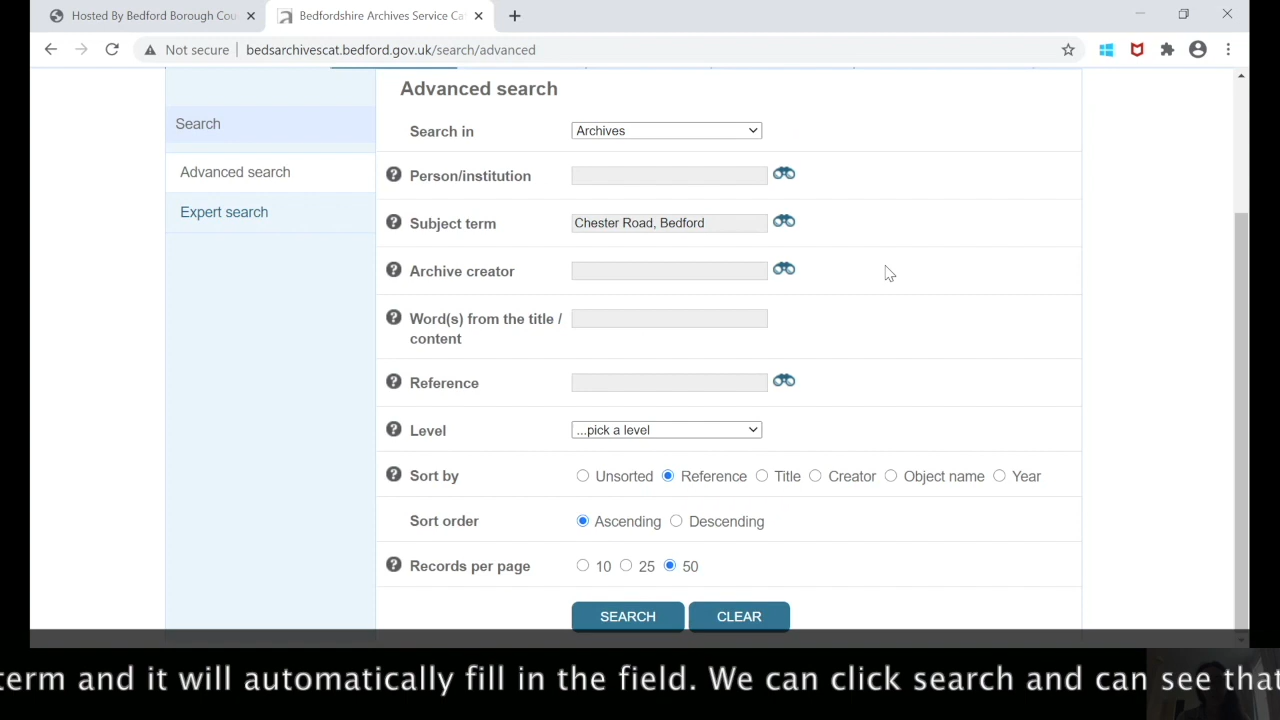 Hosted By Bedford Borough Cou
Bedfordshire Archives Service Ca
Not secure | bedsarchivescat.bedford.gov.uk/search/advanced
Search
Advanced search
Expert search
Advanced search
Search in Archives
Person/institution
Subject term Chester Road, Bedford
Archive creator
Word(s) from the title /
content
Reference
Level ...pick a level
Sort by Unsorted Reference Title Creator Object name Year
Sort order Ascending Descending
Records per page 10 25 50
SEARCH CLEAR
term and it will automatically fill in the field. We can click search and can see that